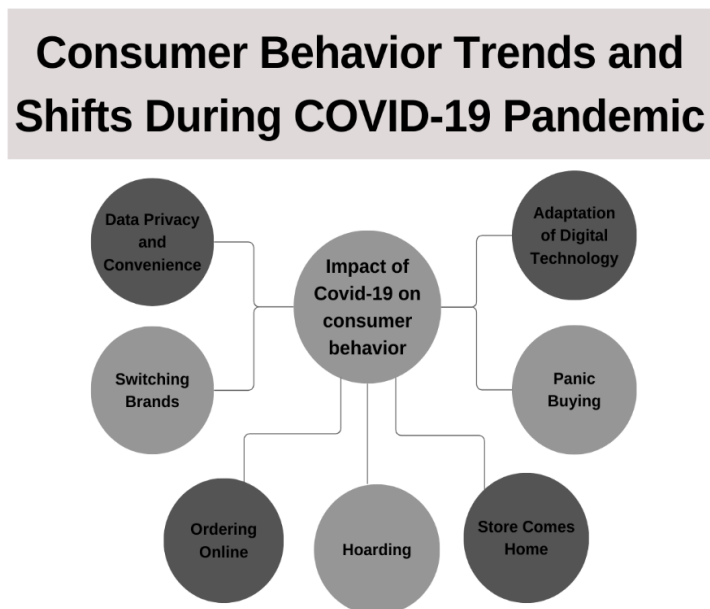 Consumer Behavior Trends and
Shifts During COVID-19 Pandemic
Data Privacy
and
Convenience
Impact of
Covid-19 on
consumer
behavior
Adaptation
of Digital
Technology
Switching
Brands
Panic
Buying
Ordering
Online
Hoarding
Store Comes
Home